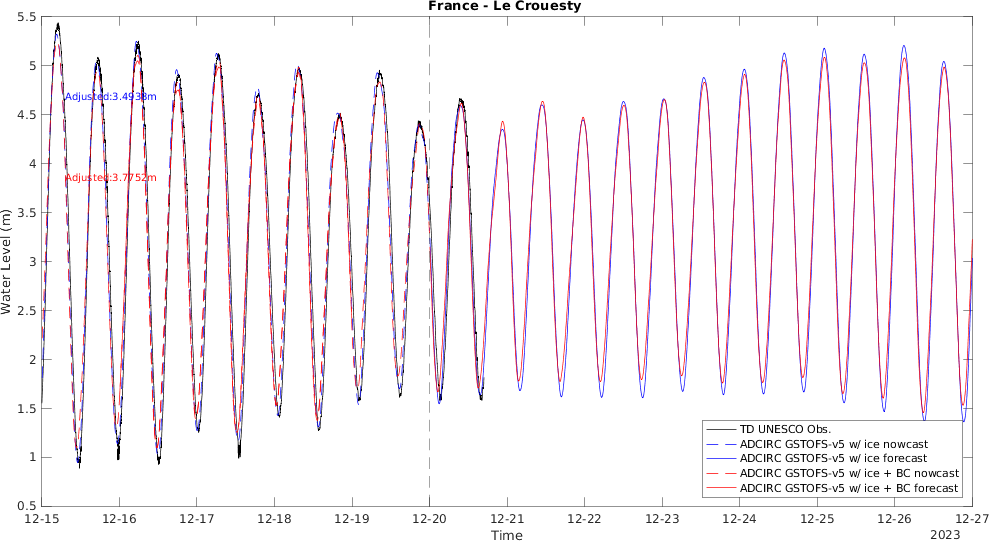 France - Le Crouesty
5.5
5
4.5
4
3.5
3
2.5
2
1.5
1
0.5
Water Level (m)
Adjusted:3.4938m
Adjusted:3.7752m
TD UNESCO Obs.
ADCIRC GSTOFS-v5 w/ ice nowcast
ADCIRC GSTOFS-v5 w/ ice forecast
ADCIRC GSTOFS-v5 w/ ice + BC nowcast
ADCIRC GSTOFS-v5 w/ ice + BC forecast
12-15 12-16 12-17 12-18 12-19 12-20 12-21 12-22 12-23 12-24 12-25 12-26 12-27
Time
2023